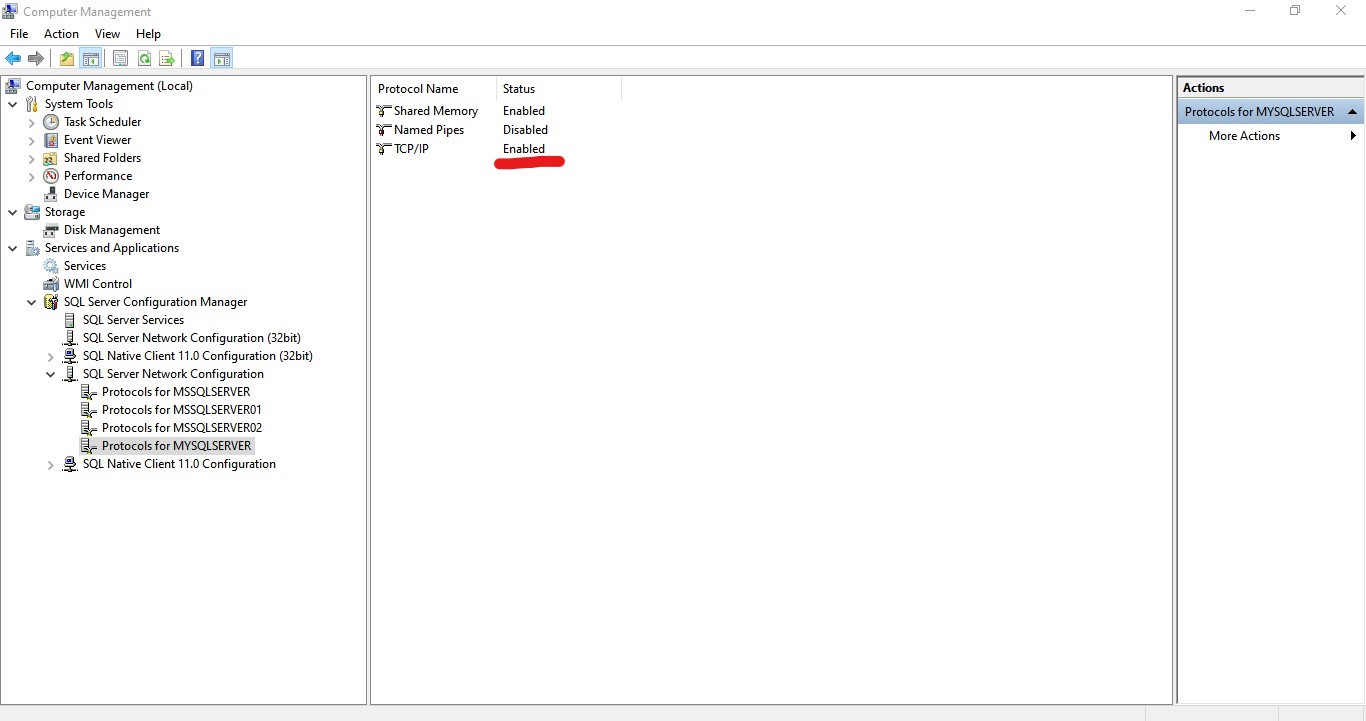 Computer Management
File Action View Help
Computer Management (Local)
System Tools
Task Scheduler
Event Viewer
Shared Folders
Performance
Device Manager
Storage
Disk Management
Services and Applications
Services
WMI Control
SQL Server Configuration Manager
SQL Server Services
SQL Server Network Configuration (32bit)
SQL Native Client 11.0 Configuration (32bit)
SQL Server Network Configuration
Protocols for MSSQLSERVER
Protocols for MSSQLSERVER01
Protocols for MSSQLSERVER02
Protocols for MYSQLSERVER
SQL Native Client 11.0 Configuration
Protocol Name Status
Shared Memory Enabled
Named Pipes Disabled
TCP/IP Enabled
Actions
Protocols for MYSQLSERVER
More Actions